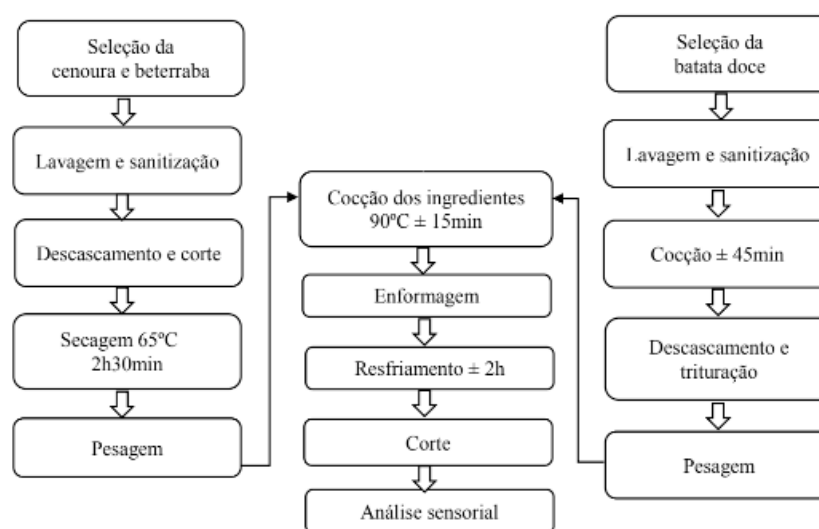 Seleção da
cenoura e beterraba
Lavagem e sanitização
Descascamento e corte
Secagem 65ºC
2h30min
Pesagem
Cocção dos ingredientes
90ºC ± 15min
Enformagem
Resfriamento ± 2h
Corte
Análise sensorial
Seleção da
batata doce
Lavagem e sanitização
Cocção ± 45min
Descascamento e
trituração
Pesagem